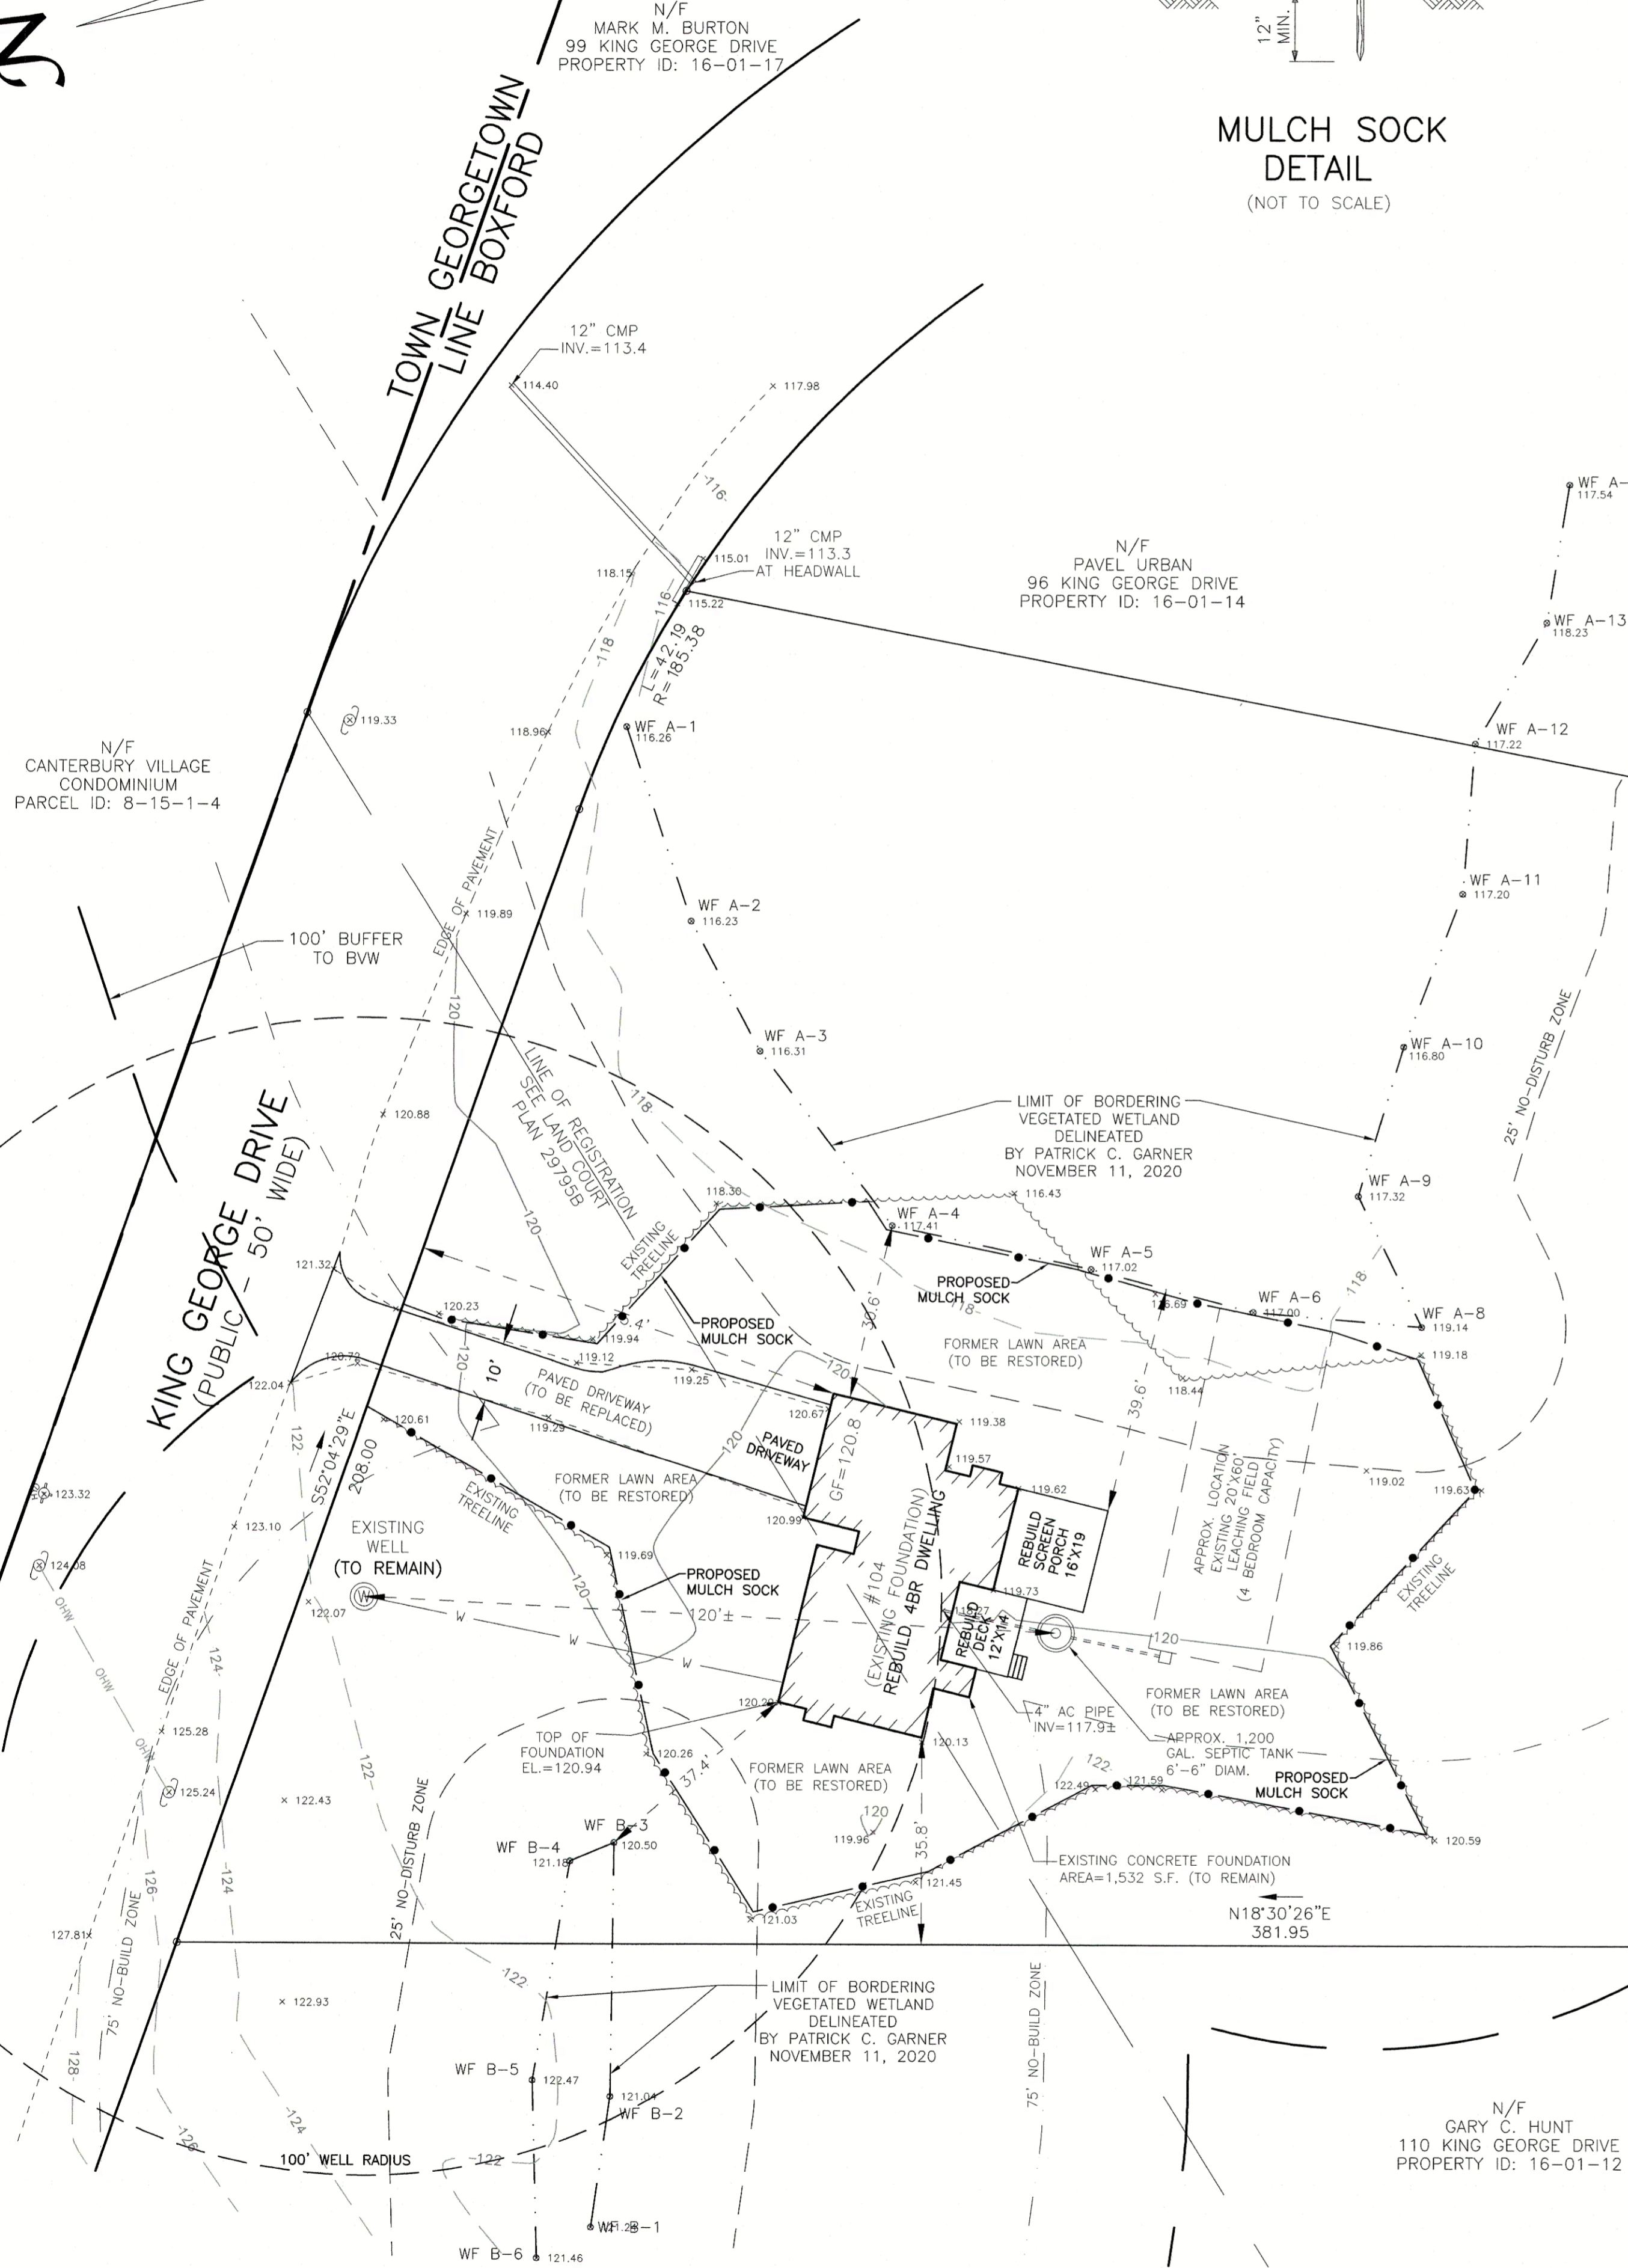 N
N/F
MARK M. BURTON
99 KING GEORGE DRIVE
PROPERTY ID: 16-01-17
12"
MIN.
MULCH SOCK
DETAIL
(NOT TO SCALE)
TOWN GEORGETOWN
LINE BOXFORD
12" CMP
INV.=113.4
114.40
117.98
-116-
12" CMP
INV.=113.3
AT HEADWALL
115.01
118.15
-116-
115.22
-118
L=42.19
R=185.38
N/F
PAVEL URBAN
96 KING GEORGE DRIVE
PROPERTY ID: 16-01-14
WF A-
117.54
WF A-13
118.23
WF A-12
117.22
119.33
118.96
WF A-1
116.26
N/F
CANTERBURY VILLAGE
CONDOMINIUM
PARCEL ID: 8-15-1-4
EDGE OF PAVEMENT
119.89
WF A-2
116.23
WF A-11
117.20
100' BUFFER
TO BVW
-120-
WF A-3
116.31
WF A-10
116.80
25' NO-DISTURB ZONE
LINE OF REGISTRATION
SEE LAND COURT
PLAN 29795B
-118-
120.88
LIMIT OF BORDERING
VEGETATED WETLAND
DELINEATED
BY PATRICK C. GARNER
NOVEMBER 11, 2020
KING GEORGE DRIVE
(PUBLIC - 50' WIDE)
-120-
118.30
116.43
WF A-9
117.32
WF A-4
117.41
EXISTING
TREELINE
WF A-5
117.02
121.32
PROPOSED
MULCH SOCK
-118-
-118-
WF A-6
117.00
WF A-8
119.14
120.23
PROPOSED
MULCH SOCK
30.6'
119.94
119.12
119.25
FORMER LAWN AREA
(TO BE RESTORED)
119.18
118.44
120.72
122.04
-120-
10'
PAVED DRIVEWAY
(TO BE REPLACED)
-120-
120.67
39.6'
120.61
119.29
-120-
PAVED
DRIVEWAY
GF=120.8
119.38
119.57
119.62
119.02
119.63
-122-
S52°04'29"E
208.00
FORMER LAWN AREA
(TO BE RESTORED)
EXISTING
TREELINE
120.99
123.32
123.10
EXISTING
WELL
(TO REMAIN)
W
119.69
APPROX. LOCATION
EXISTING 20'X60'
LEACHING FIELD
(4 BEDROOM CAPACITY)
REBUILD
SCREEN
PORCH
16'X19
#104
(EXISTING FOUNDATION)
REBUILD 4BR DWELLING
124.08
PROPOSED
MULCH SOCK
119.73
EXISTING
TREELINE
122.07
-120
-120'±
W
W
W
REBUILD
DECK
12'X14'
-120
119.86
OHW
OHW
OHW
EDGE OF PAVEMENT
-124-
120.29
4" AC PIPE
INV=117.9±
FORMER LAWN AREA
(TO BE RESTORED)
125.28
TOP OF
FOUNDATION
EL.=120.94
120.13
APPROX. 1,200
GAL. SEPTIC TANK
6'-6" DIAM.
-122-
120.26
37.4'
FORMER LAWN AREA
(TO BE RESTORED)
122-
122.49
121.59
PROPOSED
MULCH SOCK
125.24
122.43
25' NO-DISTURB ZONE
WF B-3
120.50
WF B-4
121.18
120
119.96
35.8'
120.59
EXISTING CONCRETE FOUNDATION
AREA=1,532 S.F. (TO REMAIN)
126-
-124
121.45
EXISTING
TREELINE
121.03
N18°30'26"E
381.95
127.81
75' NO-BUILD ZONE
-122-
122.93
LIMIT OF BORDERING
VEGETATED WETLAND
DELINEATED
BY PATRICK C. GARNER
NOVEMBER 11, 2020
75' NO-BUILD ZONE
128-
WF B-5
122.47
121.04
WF B-2
-126
-124-
100' WELL RADIUS
-122
N/F
GARY C. HUNT
110 KING GEORGE DRIVE
PROPERTY ID: 16-01-12
WF B-1
WF B-6
121.46